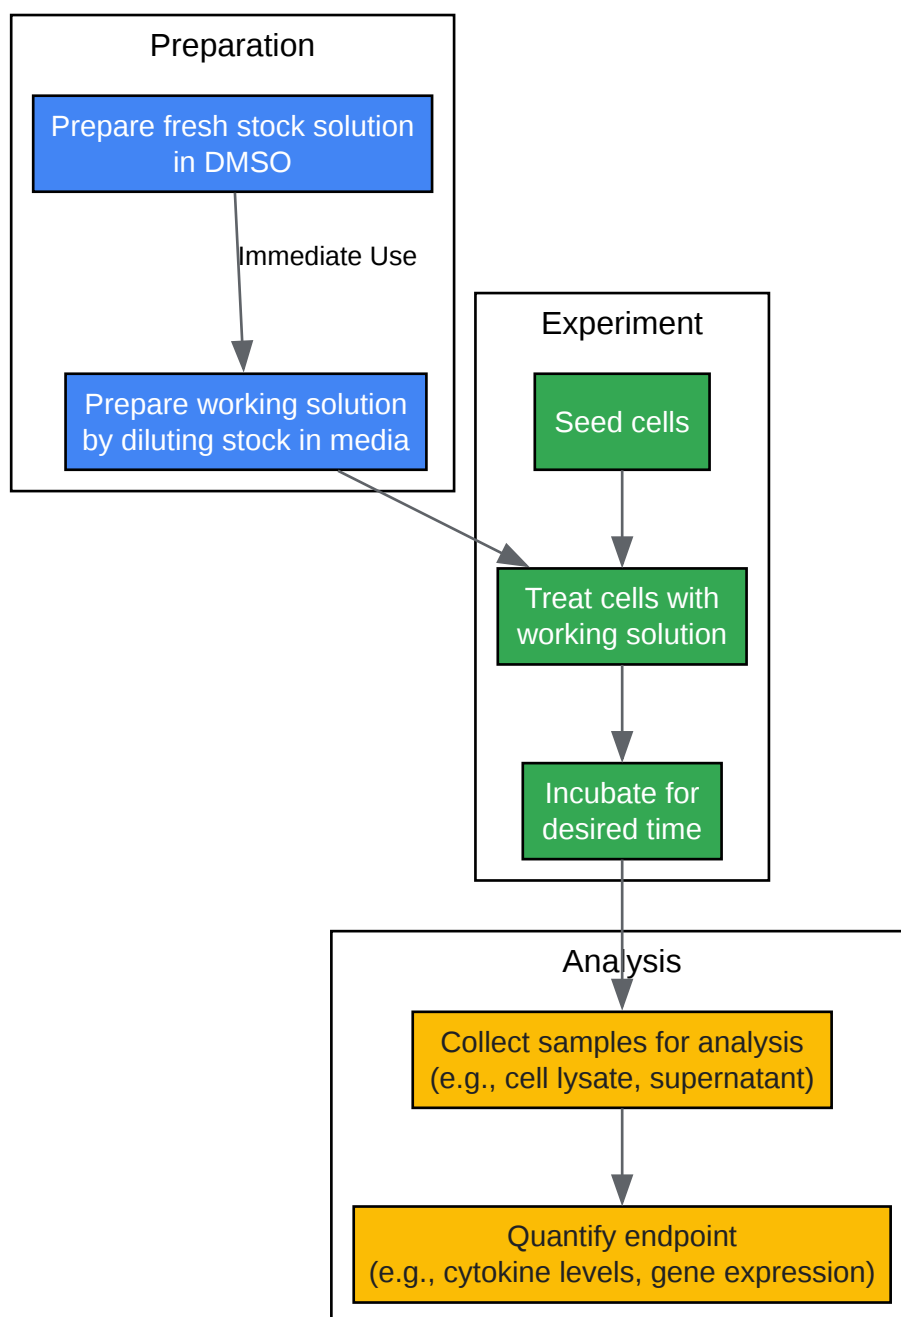 Preparation
Prepare fresh stock solution
in DMSO
Immediate Use
Prepare working solution
by diluting stock in media
Experiment
Seed cells
Treat cells with
working solution
Incubate for
desired time
Analysis
Collect samples for analysis
(e.g., cell lysate, supernatant)
Quantify endpoint
(e.g., cytokine levels, gene expression)